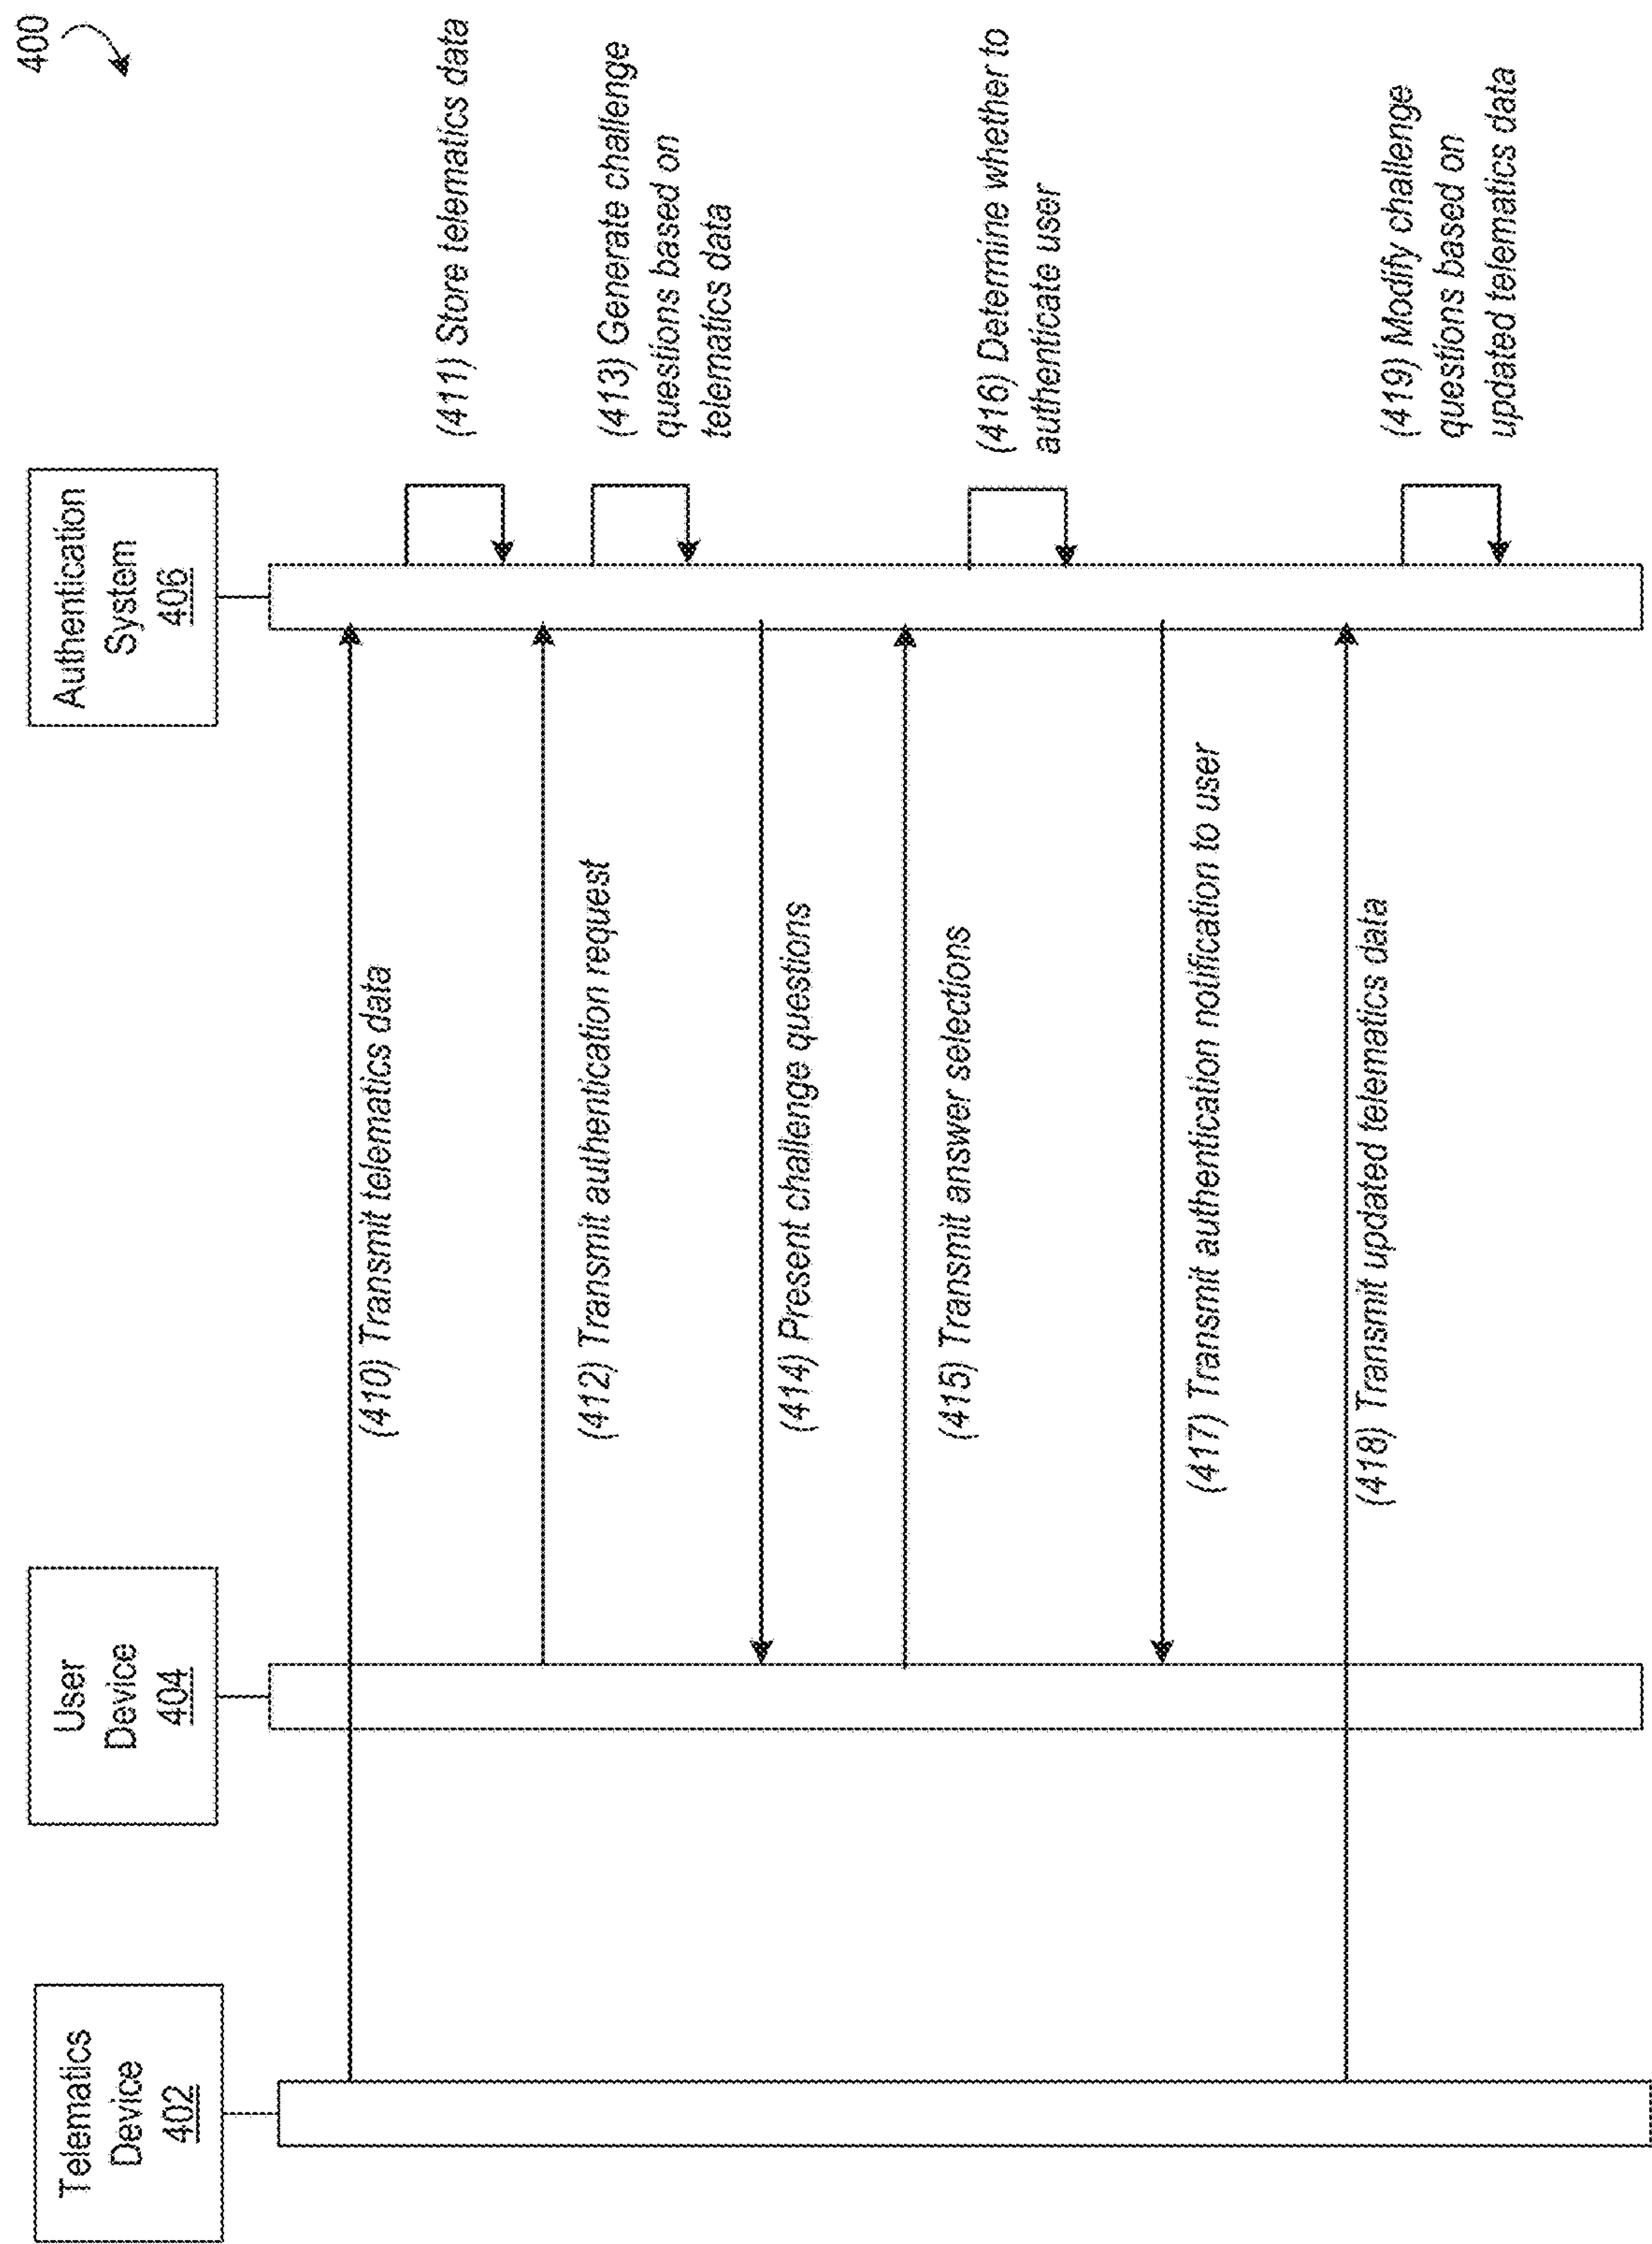 400
Telematics
Device
402
User
Device
404
Authentication
System
406
(410) Transmit telematics data
(411) Store telematics data
(412) Transmit authentication request
(413) Generate challenge
questions based on
telematics data
(414) Present challenge questions
(415) Transmit answer selections
(416) Determine whether to
authenticate user
(417) Transmit authentication notification to user
(418) Transmit updated telematics data
(419) Modify challenge
questions based on
updated telematics data